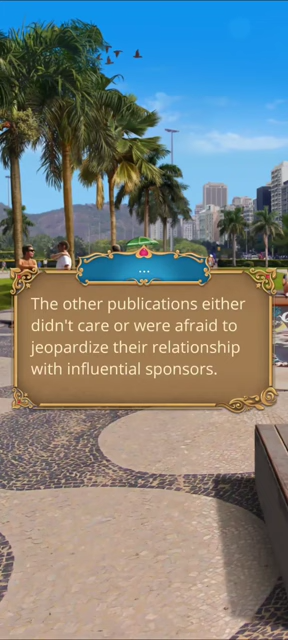 ...
The other publications either
didn't care or were afraid to
jeopardize their relationship
with influential sponsors.